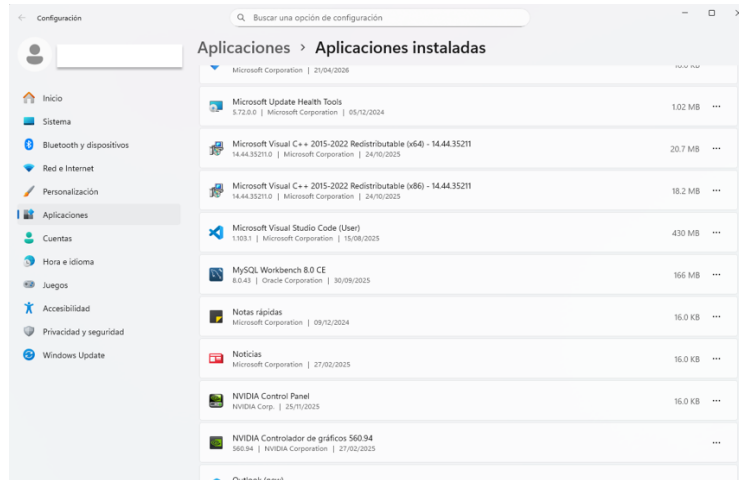 Configuración
Buscar una opción de configuración
Aplicaciones > Aplicaciones instaladas
Inicio
Sistema
Bluetooth y dispositivos
Red e Internet
Personalización
Aplicaciones
Cuentas
Hora e idioma
Juegos
Accesibilidad
Privacidad y seguridad
Windows Update
Microsoft Corporation | 21/04/2026
Microsoft Update Health Tools
5.72.0.0 | Microsoft Corporation | 05/12/2024
1.02 MB
Microsoft Visual C++ 2015-2022 Redistributable (x64) - 14.44.35211
14.44.35211.0 | Microsoft Corporation | 24/10/2025
20.7 MB
Microsoft Visual C++ 2015-2022 Redistributable (x86) - 14.44.35211
14.44.35211.0 | Microsoft Corporation | 24/10/2025
18.2 MB
Microsoft Visual Studio Code (User)
1.103.1 | Microsoft Corporation | 15/08/2025
430 MB
MySQL Workbench 8.0 CE
8.0.43 | Oracle Corporation | 30/09/2025
166 MB
Notas rápidas
Microsoft Corporation | 09/12/2024
16.0 KB
Noticias
Microsoft Corporation | 27/02/2025
16.0 KB
NVIDIA Control Panel
NVIDIA Corp. | 25/11/2025
16.0 KB
NVIDIA Controlador de gráficos 560.94
560.94 | NVIDIA Corporation | 27/02/2025
Outlook (new)